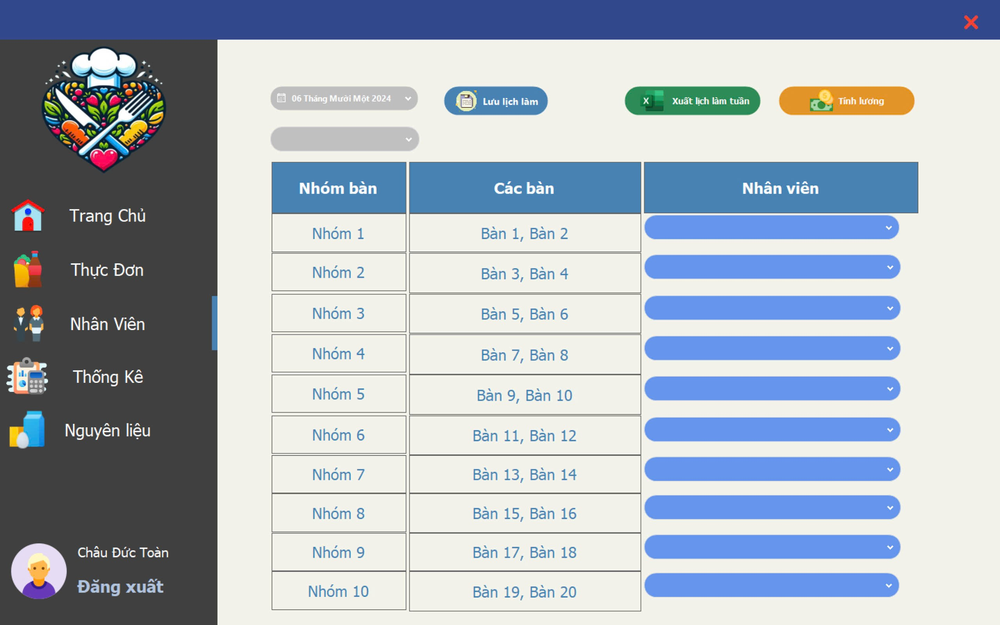 06 Tháng Mười Một 2024
Lưu lịch làm
X
Xuất lịch làm tuần
5
Tính lương
Nhóm bàn
Các bàn
Nhân viên
Nhóm 1
Bàn 1, Bàn 2
Nhóm 2
Bàn 3, Bàn 4
Nhóm 3
Bàn 5, Bàn 6
Nhóm 4
Bàn 7, Bàn 8
Nhóm 5
Bàn 9, Bàn 10
Nhóm 6
Bàn 11, Bàn 12
Nhóm 7
Bàn 13, Bàn 14
Nhóm 8
Bàn 15, Bàn 16
Nhóm 9
Bàn 17, Bàn 18
Nhóm 10
Bàn 19, Bàn 20
Trang Chủ
Thực Đơn
Nhân Viên
Thống Kê
Nguyên liệu
Châu Đức Toàn
Đăng xuất